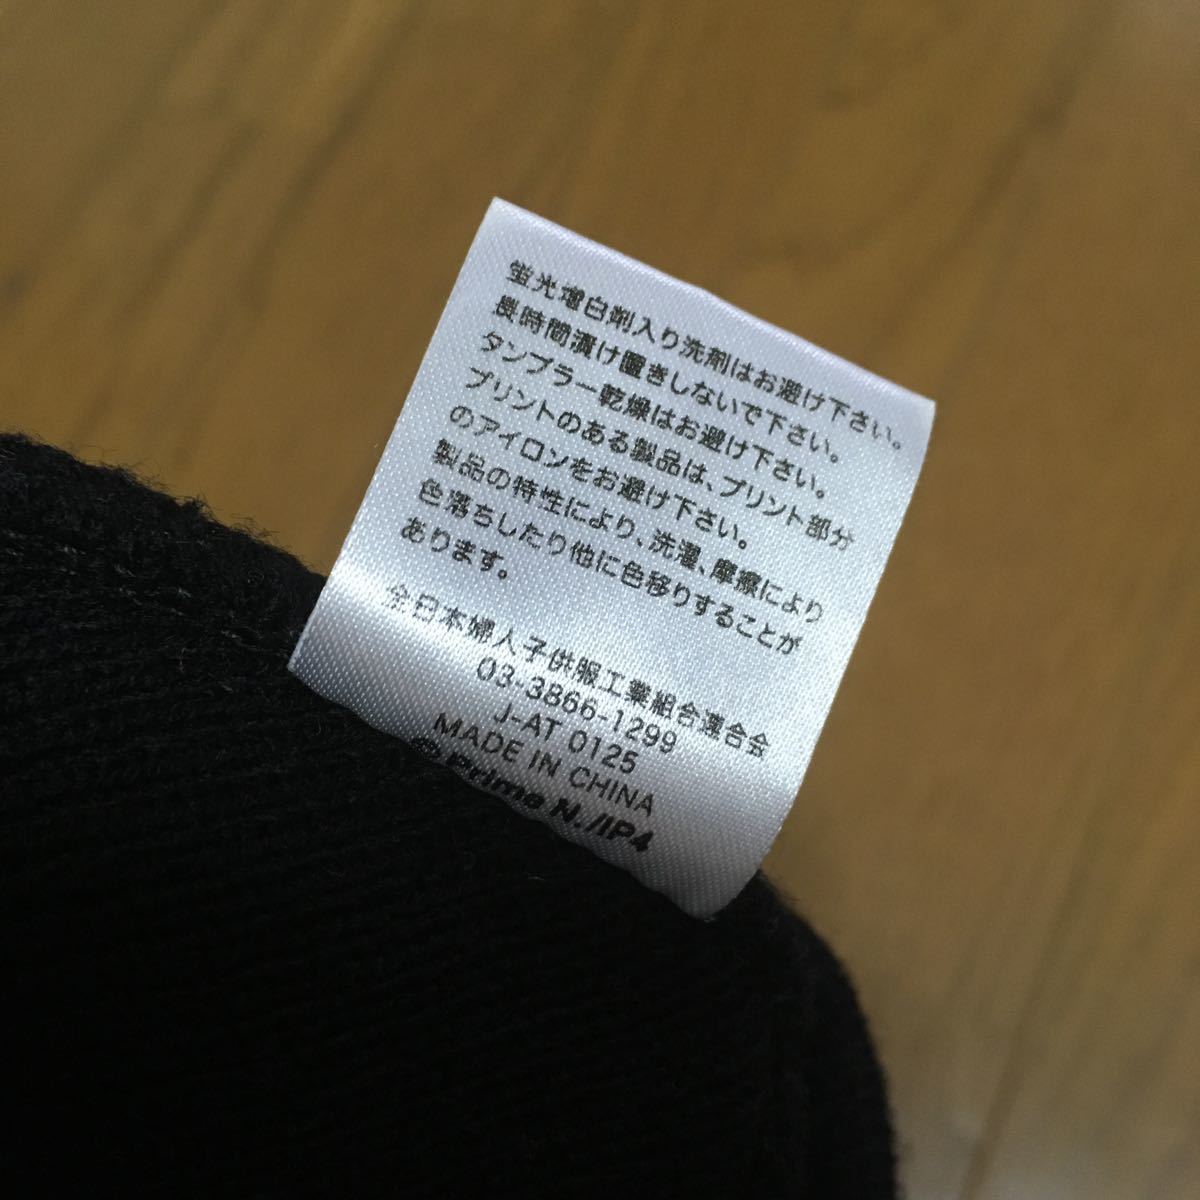 蛍光増白剤入り洗剤はお避け下さい。
長時間漬け置きしないで下さい。
タンブラー乾燥はお避け下さい。
プリントのある製品は、プリント部分
のアイロンをお避け下さい。
製品の特性により、洗濯、摩擦により
色落ちしたり他に色移りすることが
あります。
全日本婦人子供服工業組合連合会
03-3866-1299
J-AT 0125
MADE IN CHINA
© Prime N./IP4